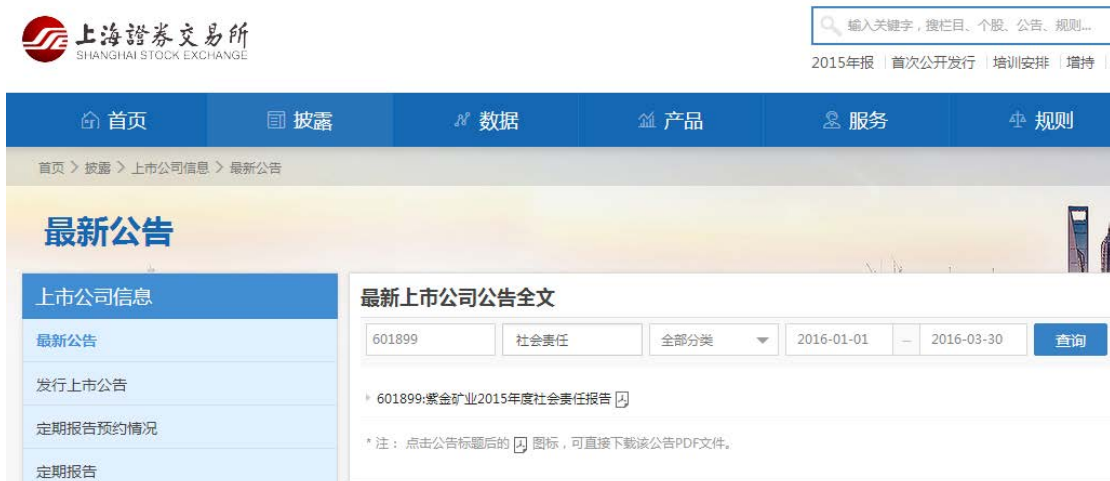 上海證券交易所
SHANGHAI STOCK EXCHANGE
输入关键字，搜栏目、个股、公告、规则...
2015年报 首次公开发行 培训安排 增持
首页 披露 数据 产品 服务 规则
首页 > 披露 > 上市公司信息 > 最新公告
最新公告
上市公司信息
最新公告
发行上市公告
定期报告预约情况
定期报告
最新上市公司公告全文
601899 社会责任 全部分类 2016-01-01 – 2016-03-30 查询
601899:紫金矿业2015年度社会责任报告
* 注： 点击公告标题后的 图标，可直接下载该公告PDF文件。